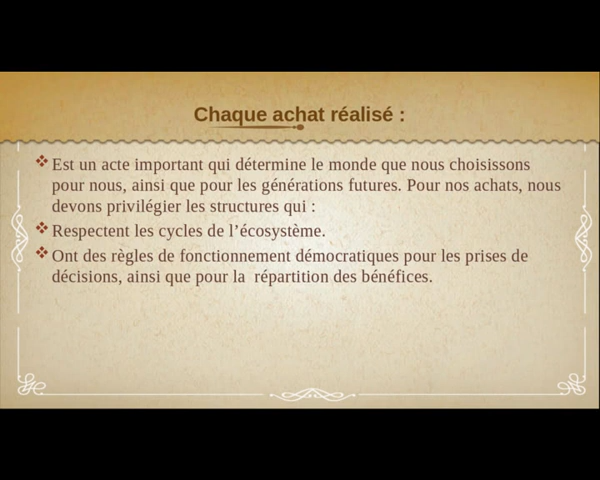 Chaque achat réalisé :
Est un acte important qui détermine le monde que nous choisissons
pour nous, ainsi que pour les générations futures. Pour nos achats, nous
devons privilégier les structures qui :
Respectent les cycles de l’écosystème.
Ont des règles de fonctionnement démocratiques pour les prises de
décisions, ainsi que pour la  répartition des bénéfices.